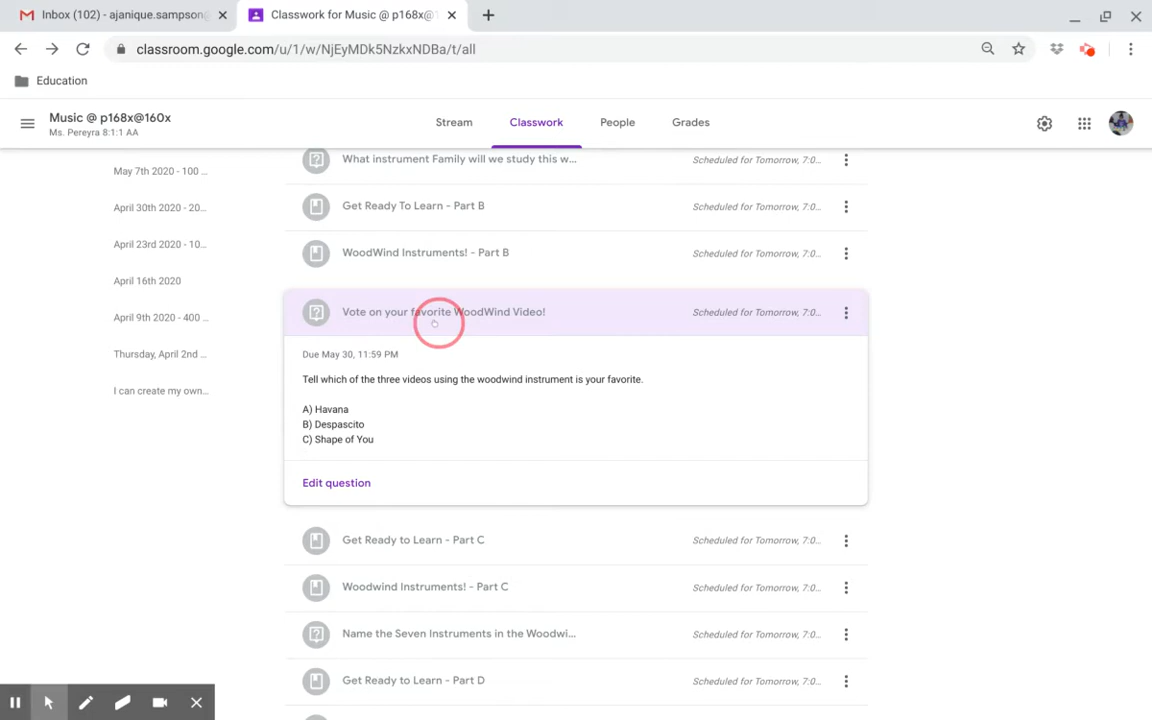 Inbox (102) - ajanique.sampson@
Classwork for Music @ p168x@1
classroom.google.com/u/1/w/NjEyMDk5NzkxNDBa/t/all
Education
Music @ p168x@160x
Ms. Pereyra 8:1:1 AA
Stream
Classwork
People
Grades
May 7th 2020 - 100 ...
April 30th 2020 - 20...
April 23rd 2020 - 10...
April 16th 2020
April 9th 2020 - 400 ...
Thursday, April 2nd ...
I can create my own...
What instrument Family will we study this w...
Scheduled for Tomorrow, 7:0...
Get Ready To Learn - Part B
Scheduled for Tomorrow, 7:0...
WoodWind Instruments! - Part B
Scheduled for Tomorrow, 7:0...
Vote on your favorite WoodWind Video!
Scheduled for Tomorrow, 7:0...
Due May 30, 11:59 PM
Tell which of the three videos using the woodwind instrument is your favorite.
A) Havana
B) Despascito
C) Shape of You
Edit question
Get Ready to Learn - Part C
Scheduled for Tomorrow, 7:0...
Woodwind Instruments! - Part C
Scheduled for Tomorrow, 7:0...
Name the Seven Instruments in the Woodwi...
Scheduled for Tomorrow, 7:0...
Get Ready to Learn - Part D
Scheduled for Tomorrow, 7:0...